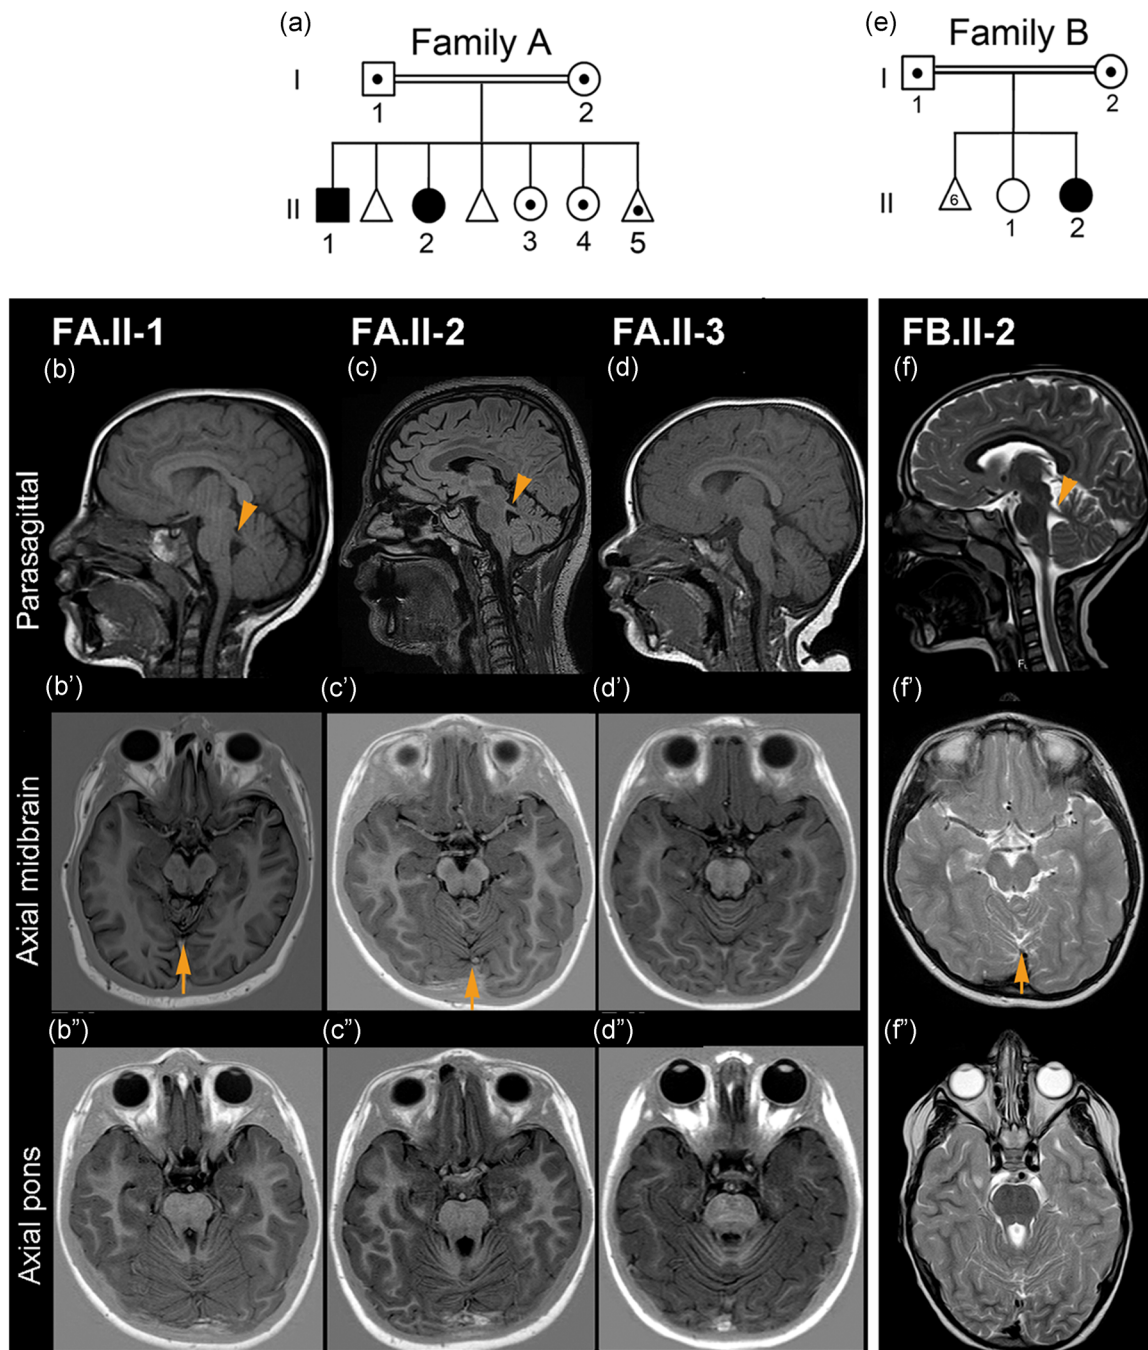 (a)
Family A
I
1
2
II
1
2
3
4
5
(e)
Family B
I
1
2
6
II
1
2
FA.II-1
FA.II-2
FA.II-3
FB.II-2
(b)
(c)
(d)
(f)
Parasagittal
(b’)
(c’)
(d’)
(f’)
Axial midbrain
(b”)
(c”)
(d”)
(f”)
Axial pons